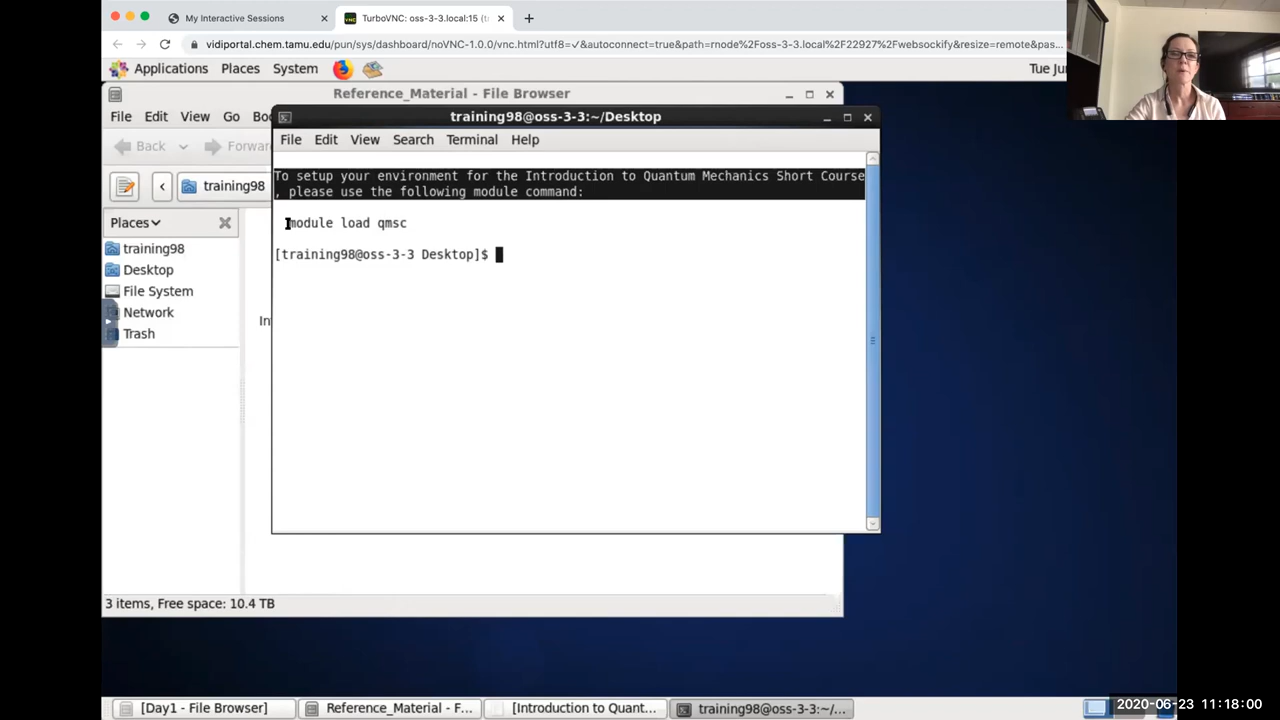 My Interactive Sessions
TurboVNC: oss-3-3.local:15 (t
vidiportal.chem.tamu.edu/pun/sys/dashboard/noVNC-1.0.0/vnc.html?utf8=✓&autoconnect=true&path=rnode%2Foss-3-3.local%2F22927%2Fwebsockify&resize=remote&pas...
Applications Places System
Tue Jun
Reference_Material - File Browser
File Edit View Go Bo
training98@oss-3-3:~/Desktop
File Edit View Search Terminal Help
Back
Forwar
training98
To setup your environment for the Introduction to Quantum Mechanics Short Course
, please use the following module command:
module load qmsc
[training98@oss-3-3 Desktop]$
Places
training98
Desktop
File System
Network
Trash
In
3 items, Free space: 10.4 TB
[Day1 - File Browser]
Reference_Material - F...
[Introduction to Quant...
training98@oss-3-3:~/...
2020-06-23 11:18:00